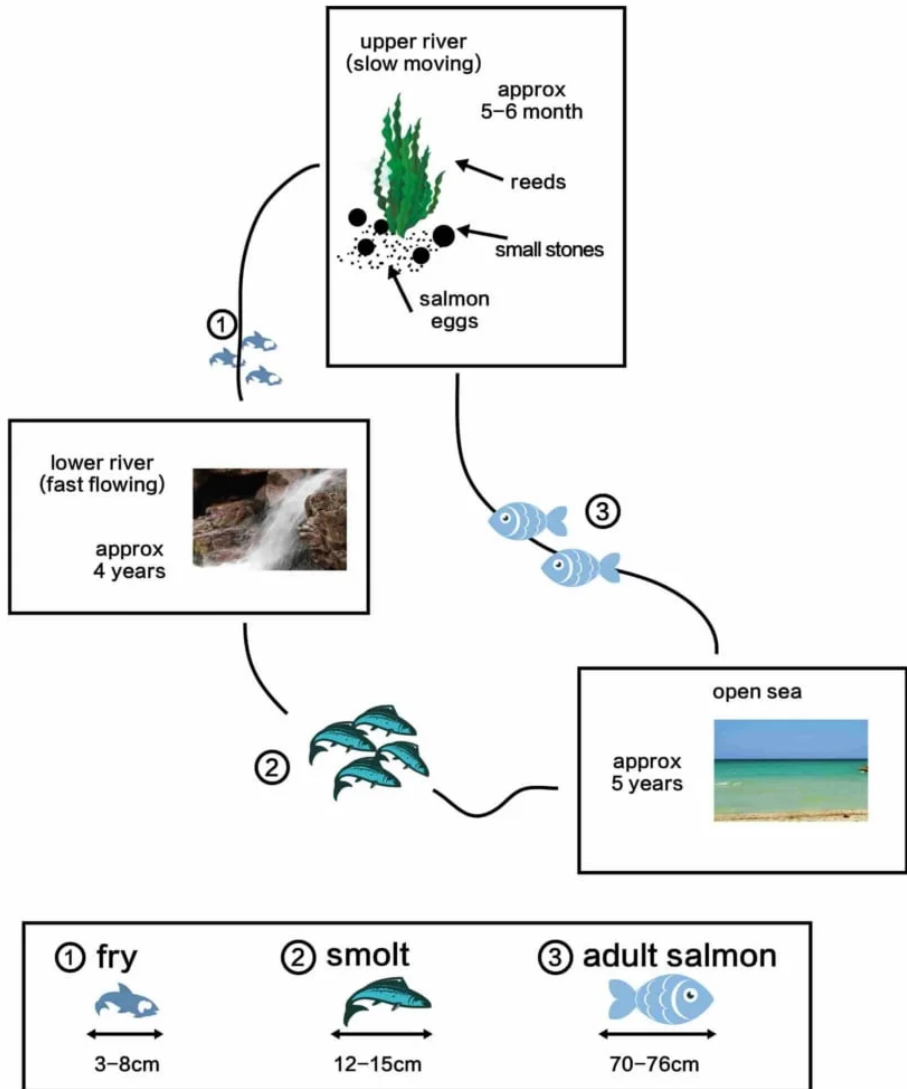 upper river
(slow moving)
approx
5–6 month
reeds
small stones
salmon
eggs
1
lower river
(fast flowing)
approx
4 years
3
open sea
approx
5 years
2
1 fry
2 smolt
3 adult salmon
3–8cm
12–15cm
70–76cm